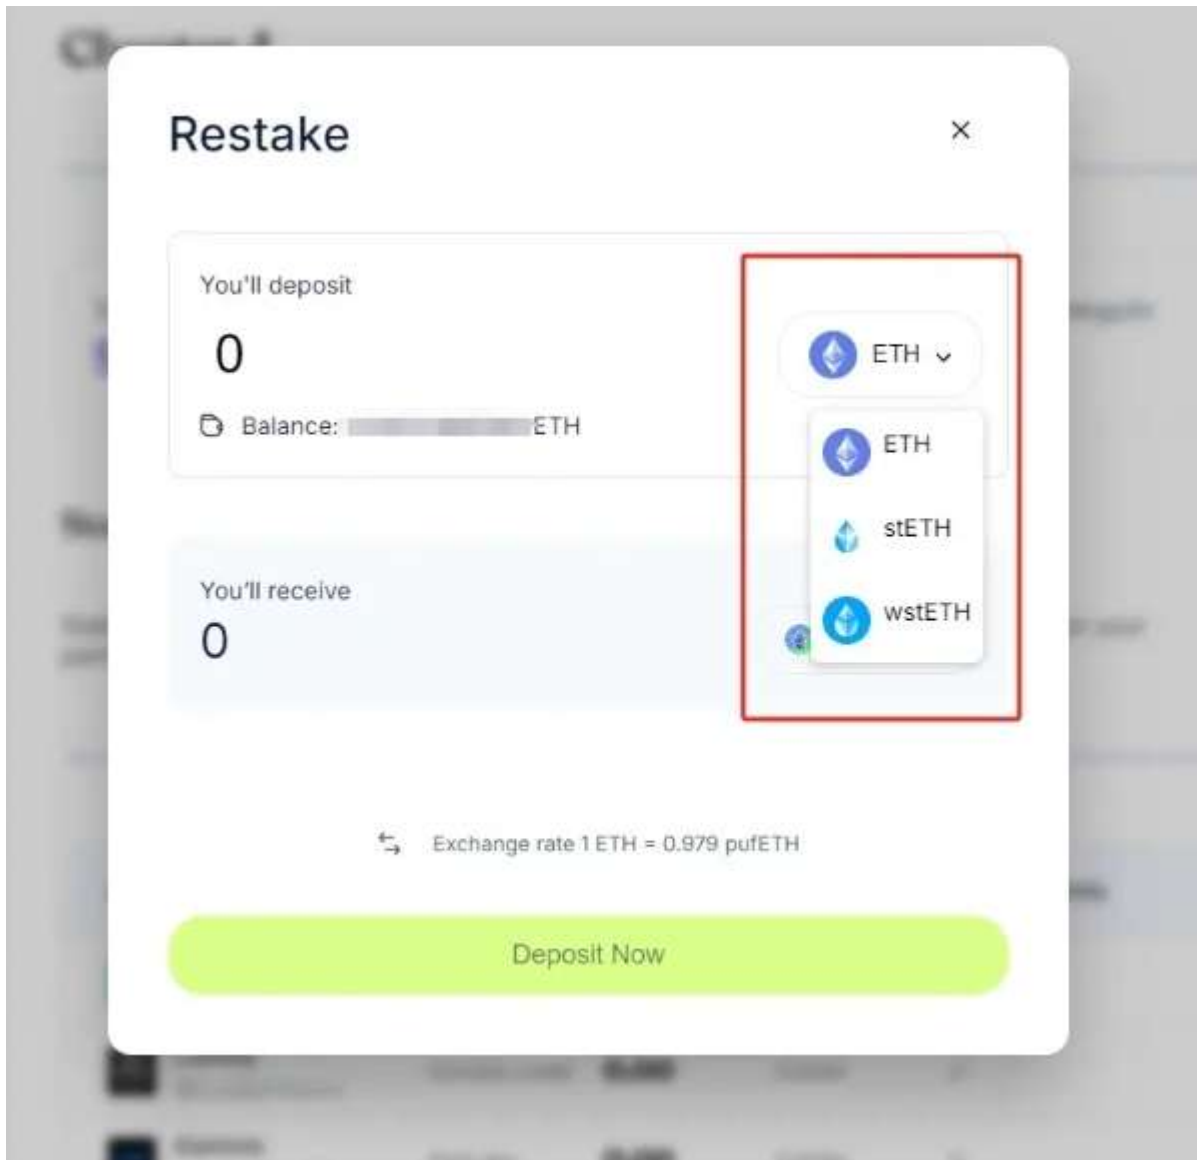 Restake
You'll deposit
0
ETH
Balance: ETH
ETH
stETH
wstETH
You'll receive
0
Exchange rate 1 ETH = 0.979 pufETH
Deposit Now